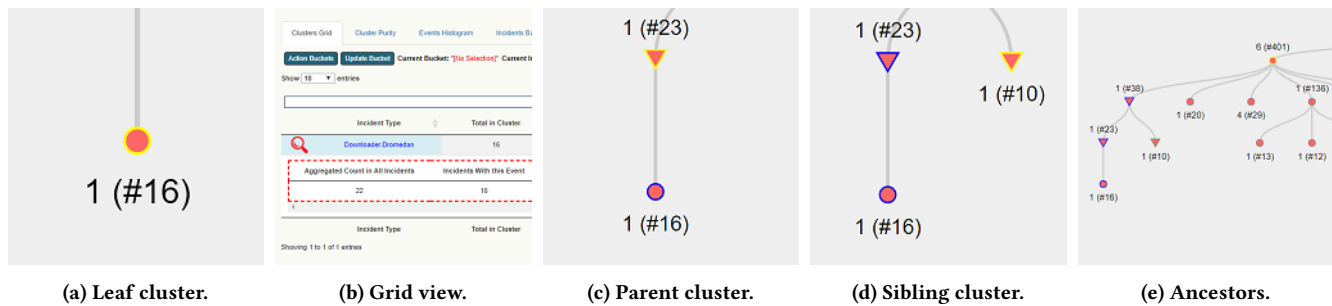 1 (#16)
(a) Leaf cluster.
Clusters Grid Cluster Purity Events Histogram Incidents Ba
Action Buckets Update Bucket Current Bucket: "[No Selection]" Current In
Show 10 entries
Incident Type Total in Cluster
Downloader.Dromedan 16
Aggregated Count in All Incidents Incidents With this Event
22 16
Incident Type Total in Cluster
Showing 1 to 1 of 1 entries
(b) Grid view.
1 (#23)
1 (#16)
(c) Parent cluster.
1 (#23)
1 (#10)
1 (#16)
(d) Sibling cluster.
6 (#401)
1 (#38) 1 (#20) 4 (#29) 1 (#136)
1 (#23) 1 (#10) 1 (#13) 1 (#12)
1 (#16)
(e) Ancestors.